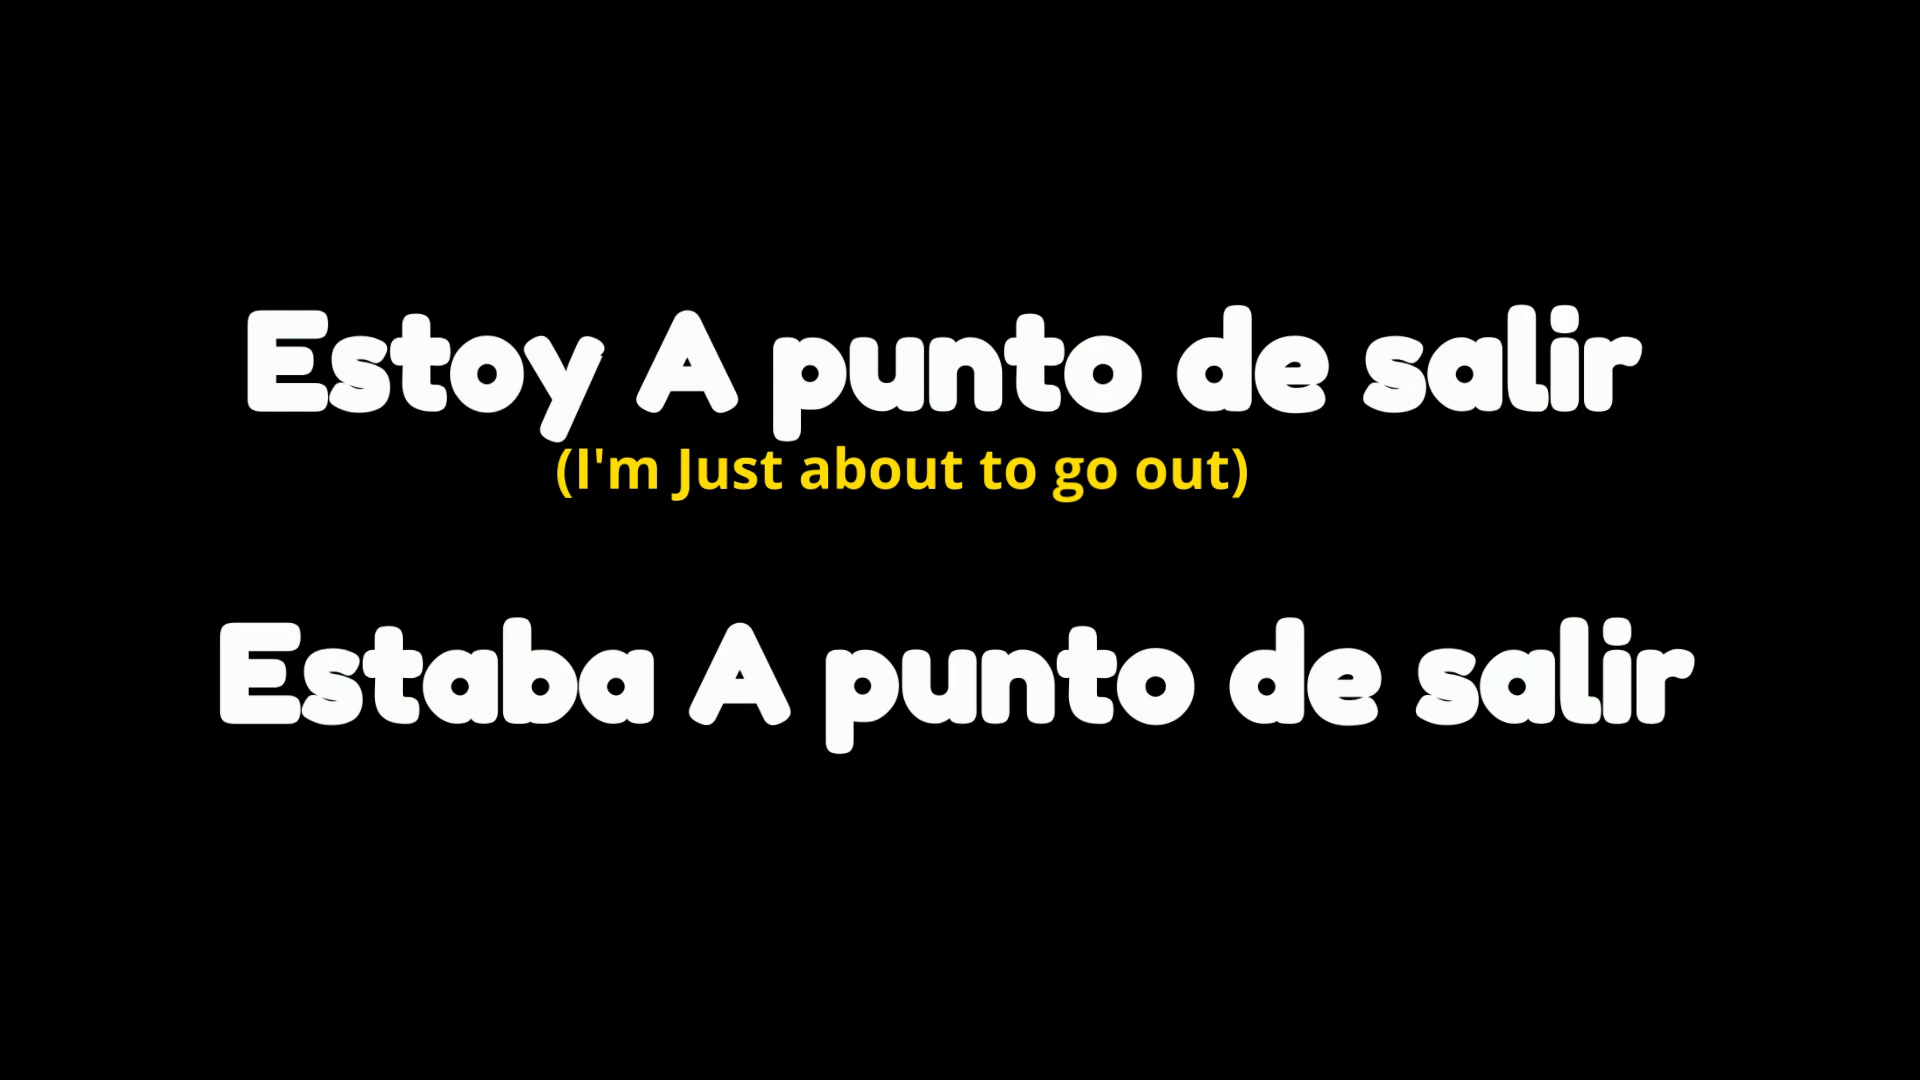 Estoy A punto de salir
(I'm Just about to go out)
Estaba A punto de salir